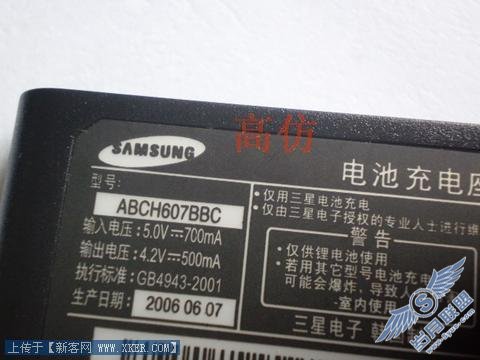 高仿
SAMSUNG
电池充电座
型号:
ABCH607BBC
输入电压: 5.0V⎓700mA
输出电压: 4.2V⎓500mA
执行标准: GB4943-2001
生产日期: 2006 06 07
•仅用三星电池充电
•仅由三星电子授权的专业人士进行维
警告
•仅供锂电池使用
•若用其它型号电池充电
可能会爆炸,导致人
室内使用
三星电子 韩
上传于【新客网 www.xker.com】